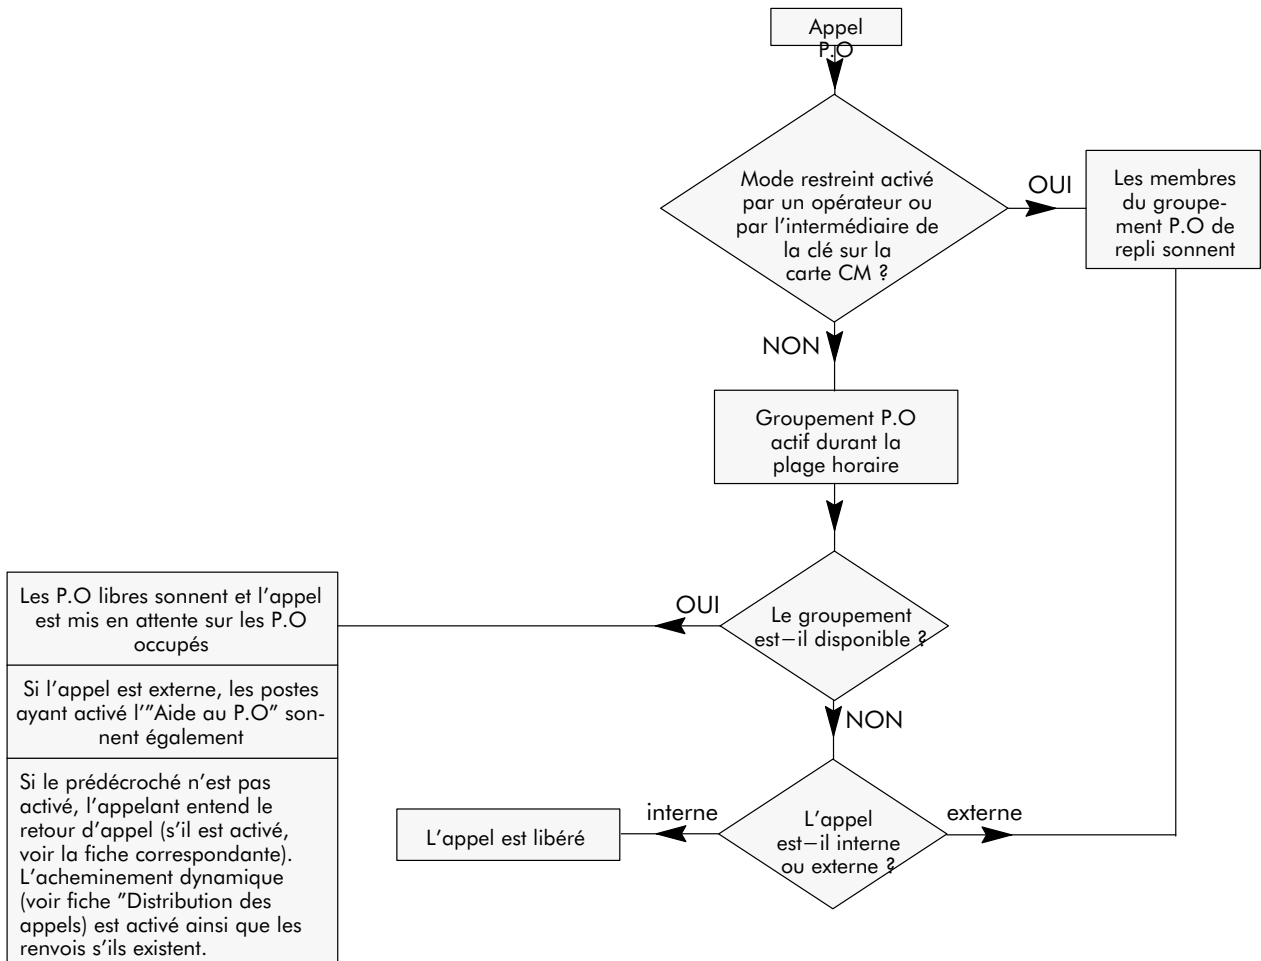 Appel
P.O
Mode restreint activé
par un opérateur ou
par l'intermédiaire de
la clé sur la
carte CM ?
OUI
Les membres
du groupe-
ment P.O de
repli sonnent
NON
Groupement P.O
actif durant la
plage horaire
Le groupement
est–il disponible ?
OUI
Les P.O libres sonnent et l'appel
est mis en attente sur les P.O
occupés
Si l'appel est externe, les postes
ayant activé l'"Aide au P.O" son-
nent également
Si le prédécroché n'est pas
activé, l'appelant entend le
retour d'appel (s'il est activé,
voir la fiche correspondante).
L'acheminement dynamique
(voir fiche "Distribution des
appels) est activé ainsi que les
renvois s'ils existent.
NON
L'appel
est–il interne
ou externe ?
interne
L'appel est libéré
externe